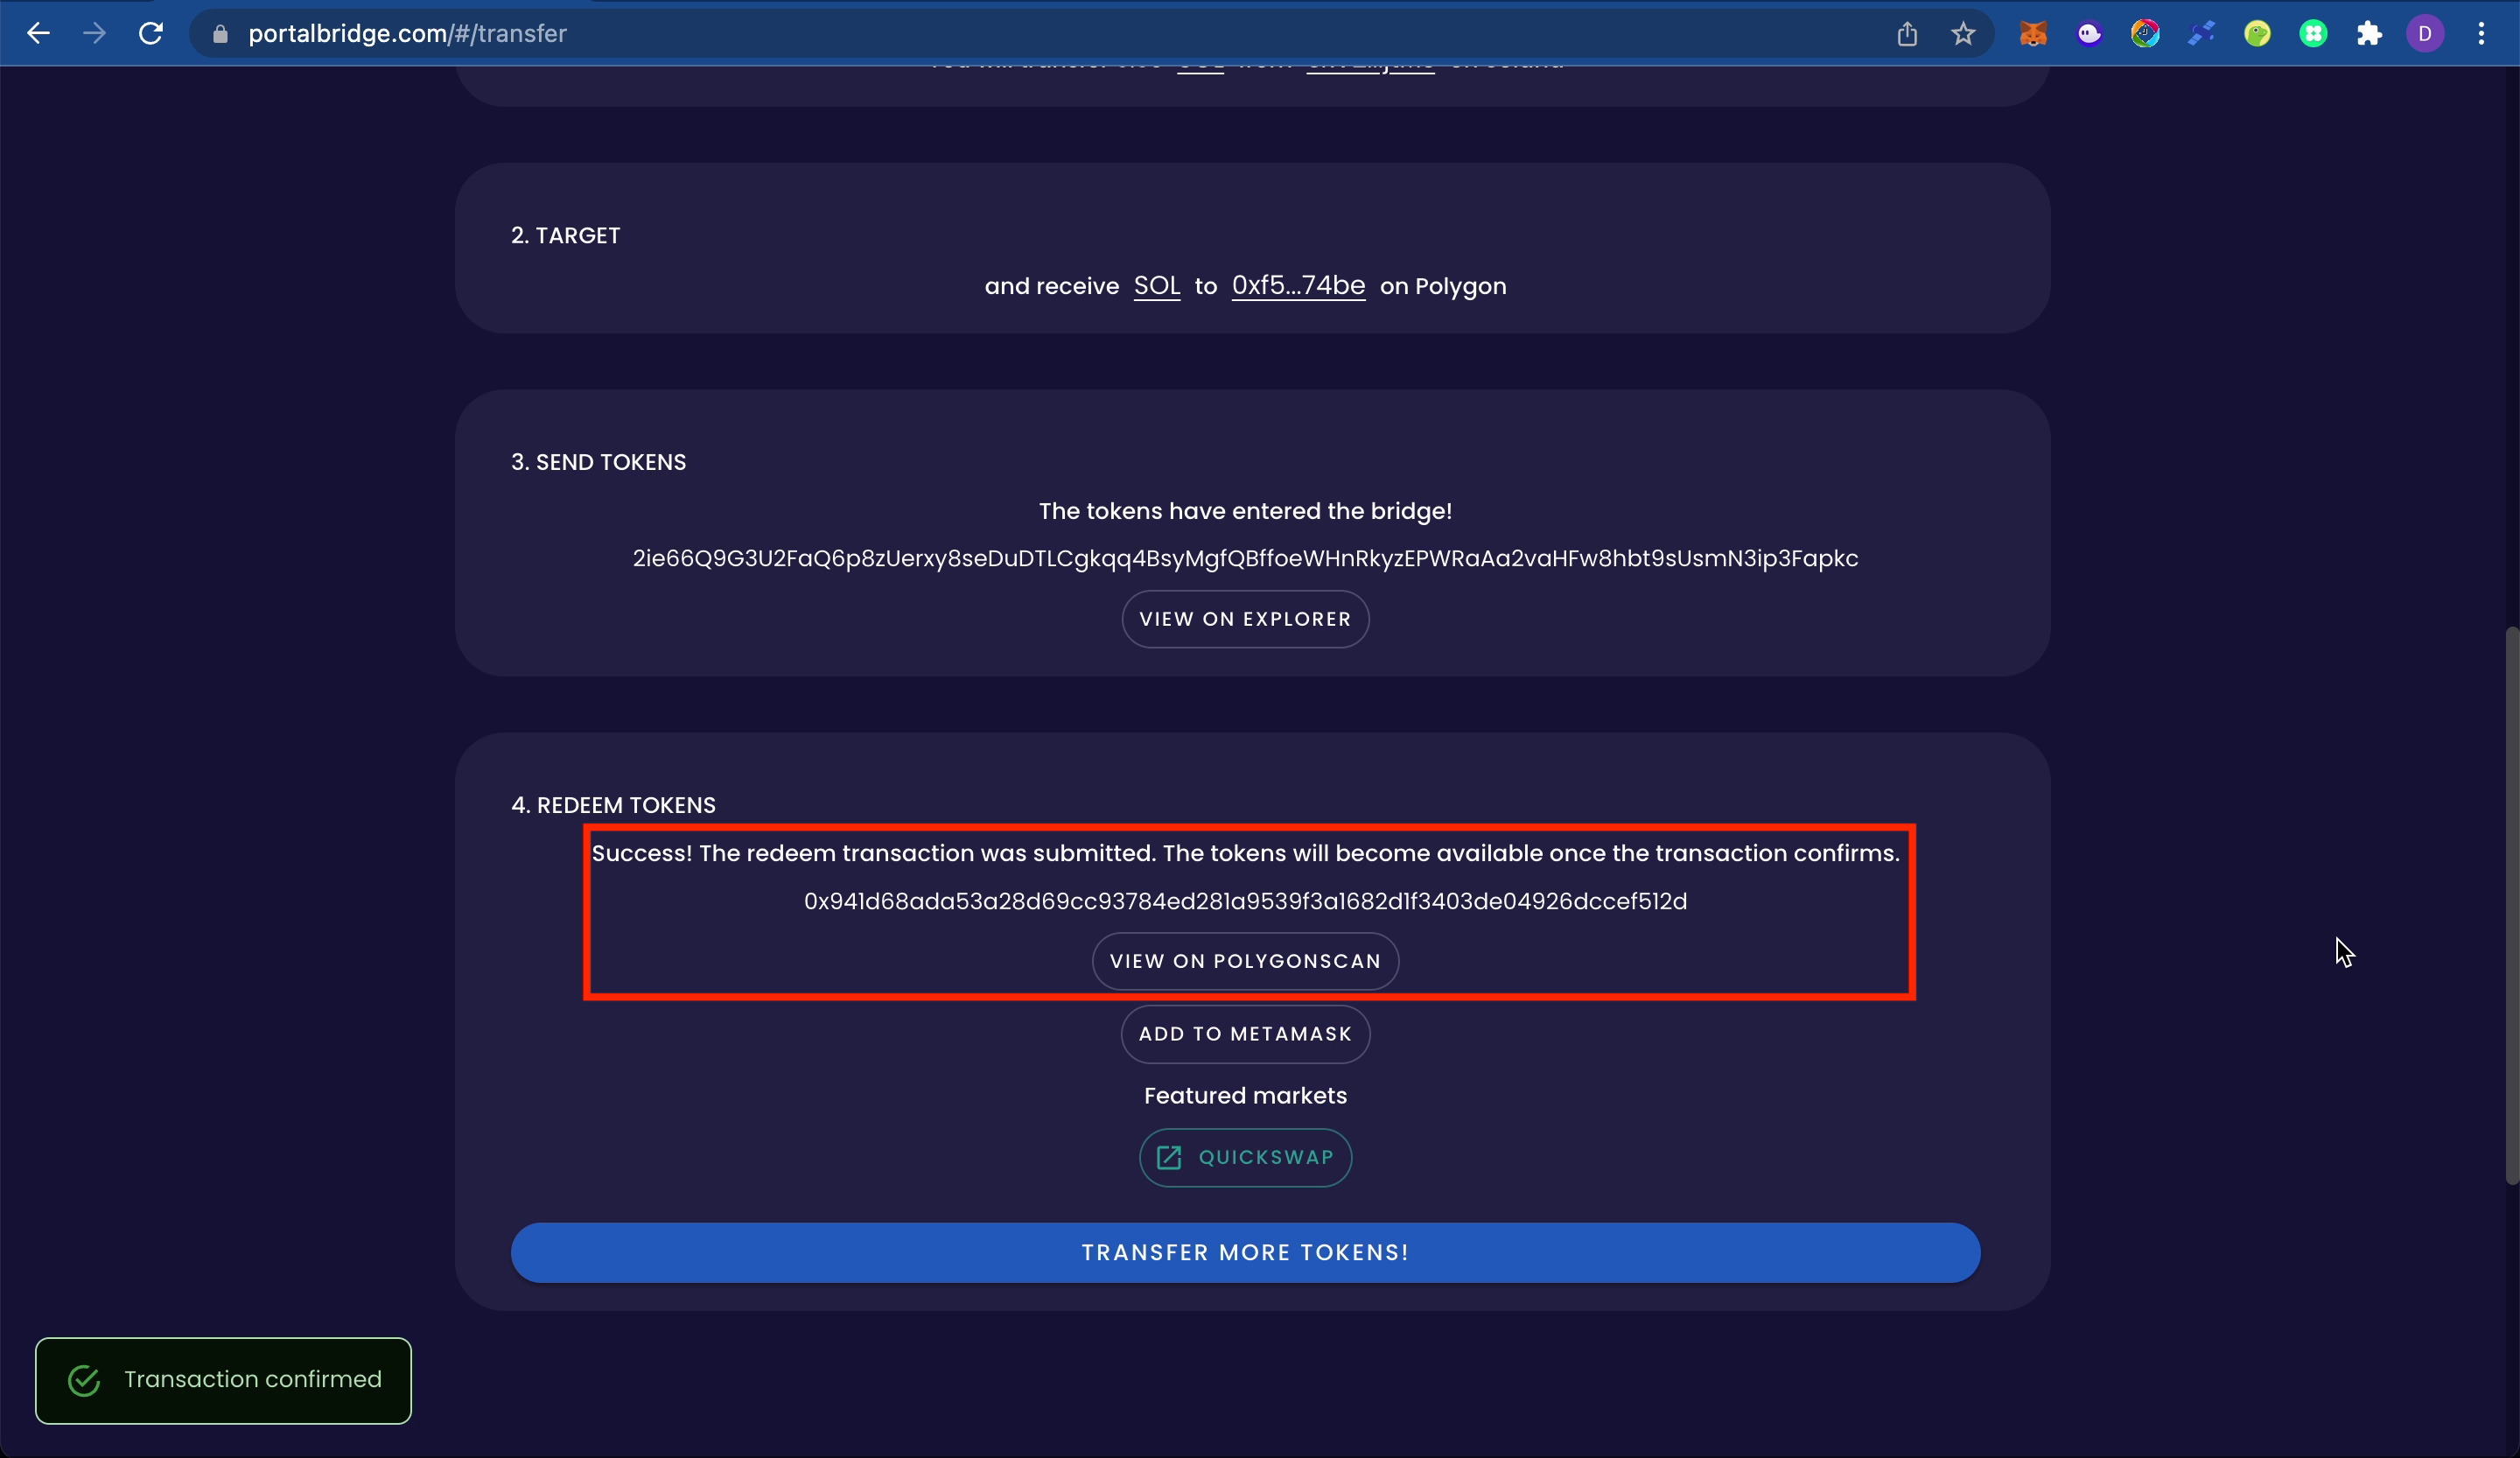 portalbridge.com/#/transfer
D
SOL
2. TARGET
and receive SOL to 0xf5...74be on Polygon
3. SEND TOKENS
The tokens have entered the bridge!
2ie66Q9G3U2FaQ6p8zUerxy8seDuDTLCgkqq4BsyMgfQBffoeWHnRkyzEPWRaAa2vaHFw8hbt9sUsmN3ip3Fapkc
VIEW ON EXPLORER
4. REDEEM TOKENS
Success! The redeem transaction was submitted. The tokens will become available once the transaction confirms.
0x941d68ada53a28d69cc93784ed281a9539f3a1682d1f3403de04926dccef512d
VIEW ON POLYGONSCAN
ADD TO METAMASK
Featured markets
QUICKSWAP
TRANSFER MORE TOKENS!
Transaction confirmed